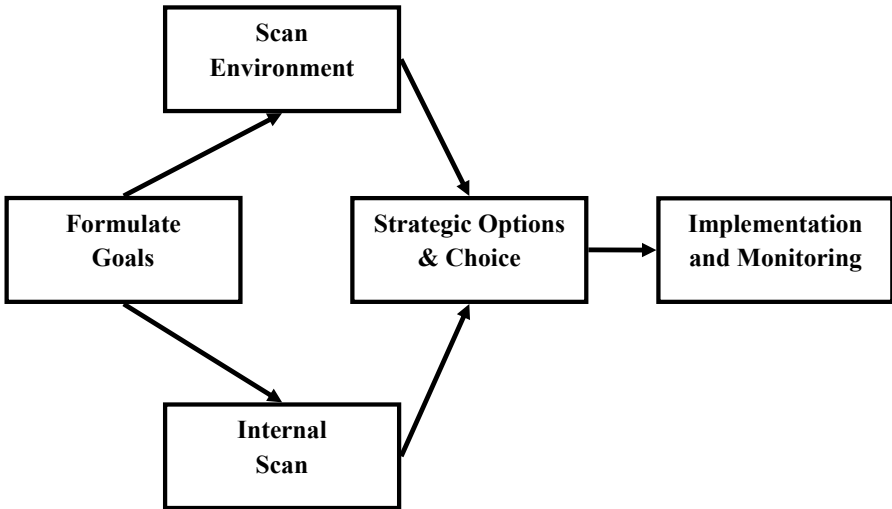 Scan
Environment
Formulate
Goals
Strategic Options
& Choice
Implementation
and Monitoring
Internal
Scan